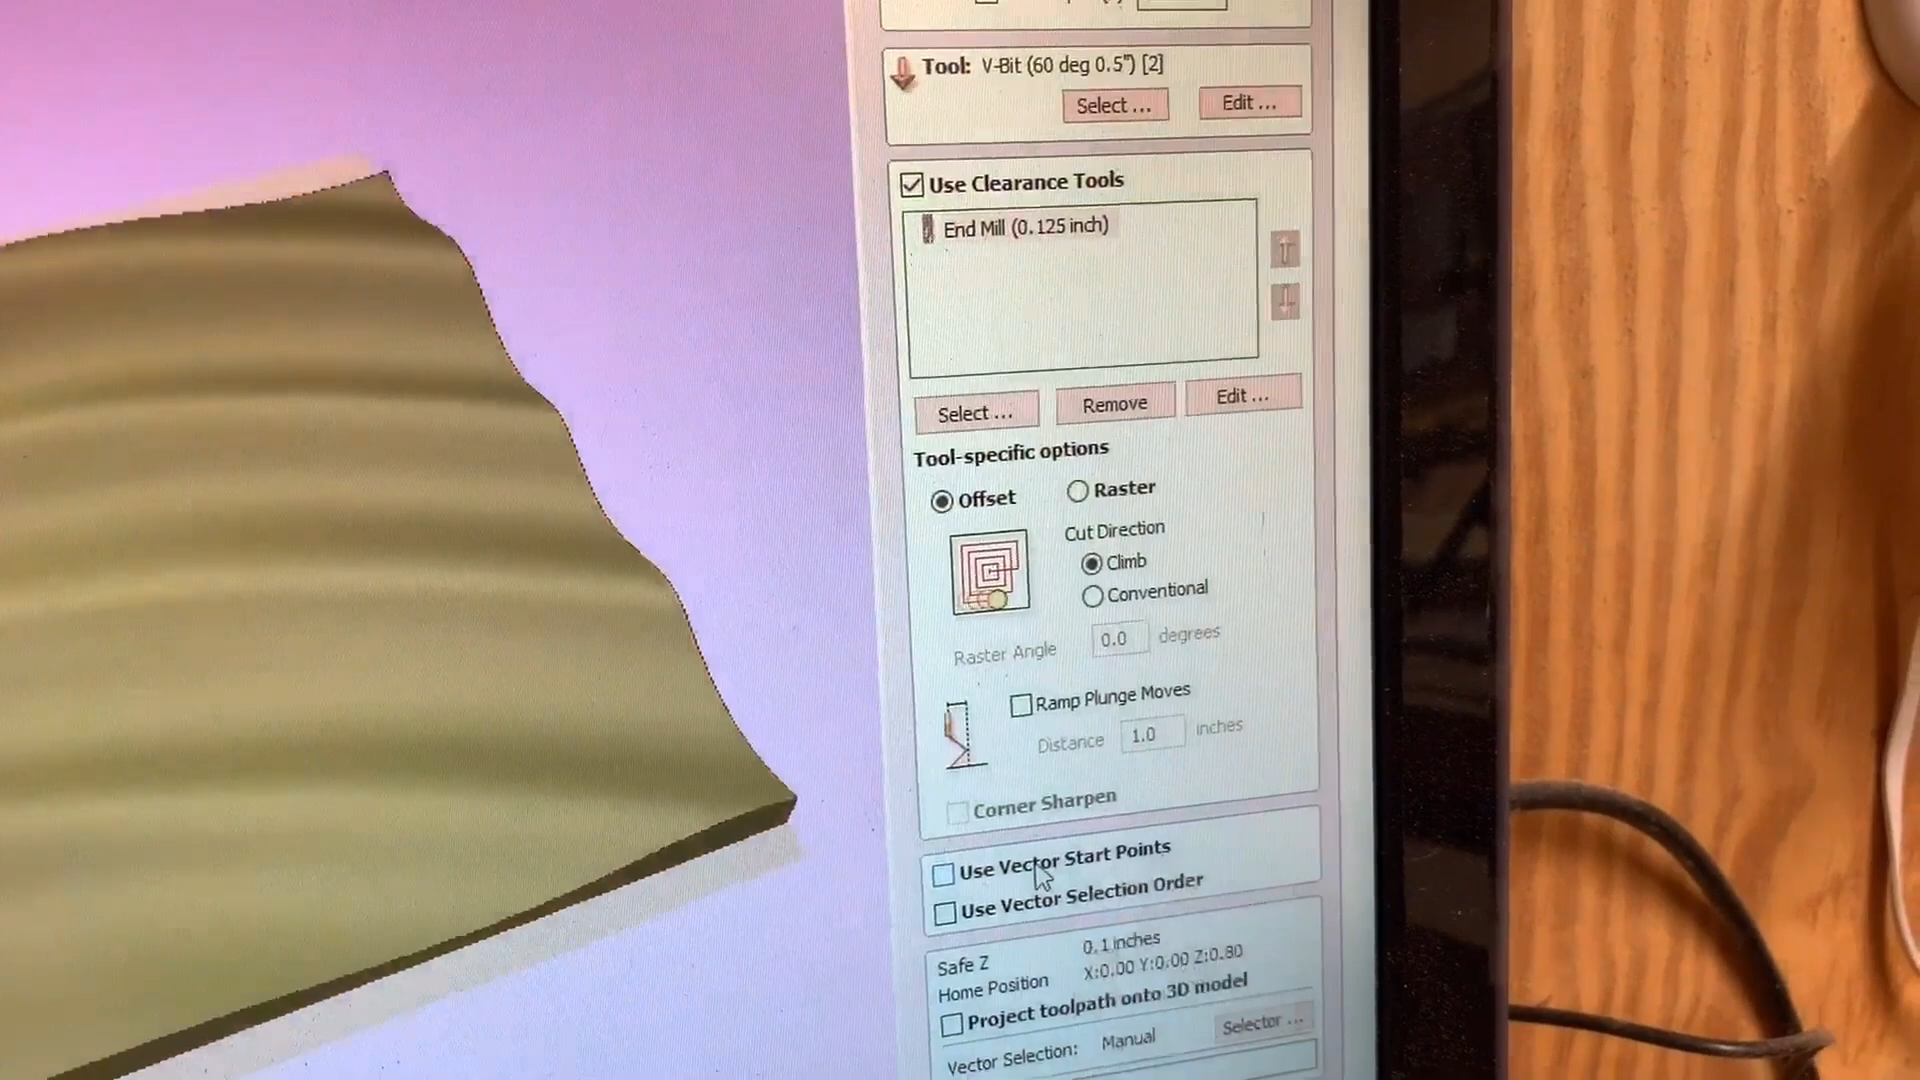 Tool: V-Bit (60 deg 0.5") [2]
Select ... Edit ...
Use Clearance Tools
End Mill (0.125 inch)
Select ... Remove Edit ...
Tool-specific options
Offset Raster
Cut Direction
Climb
Conventional
Raster Angle 0.0 degrees
Ramp Plunge Moves
Distance 1.0 inches
Corner Sharpen
Use Vector Start Points
Use Vector Selection Order
Safe Z 0.1 inches
Home Position X:0.00 Y:0.00 Z:0.80
Project toolpath onto 3D model
Vector Selection: Manual Selector ...